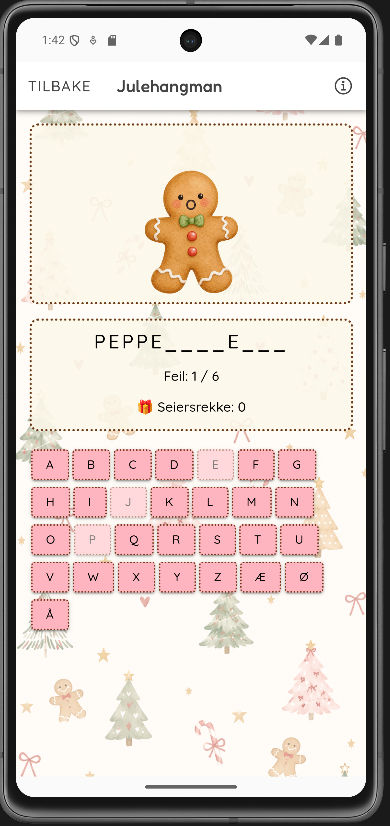 1:42
TILBAKE Julehangman
PEPPE____E___
Feil: 1 / 6
🎁 Seiersrekke: 0
A B C D E F G
H I J K L M N
O P Q R S T U
V W X Y Z Æ Ø
Å